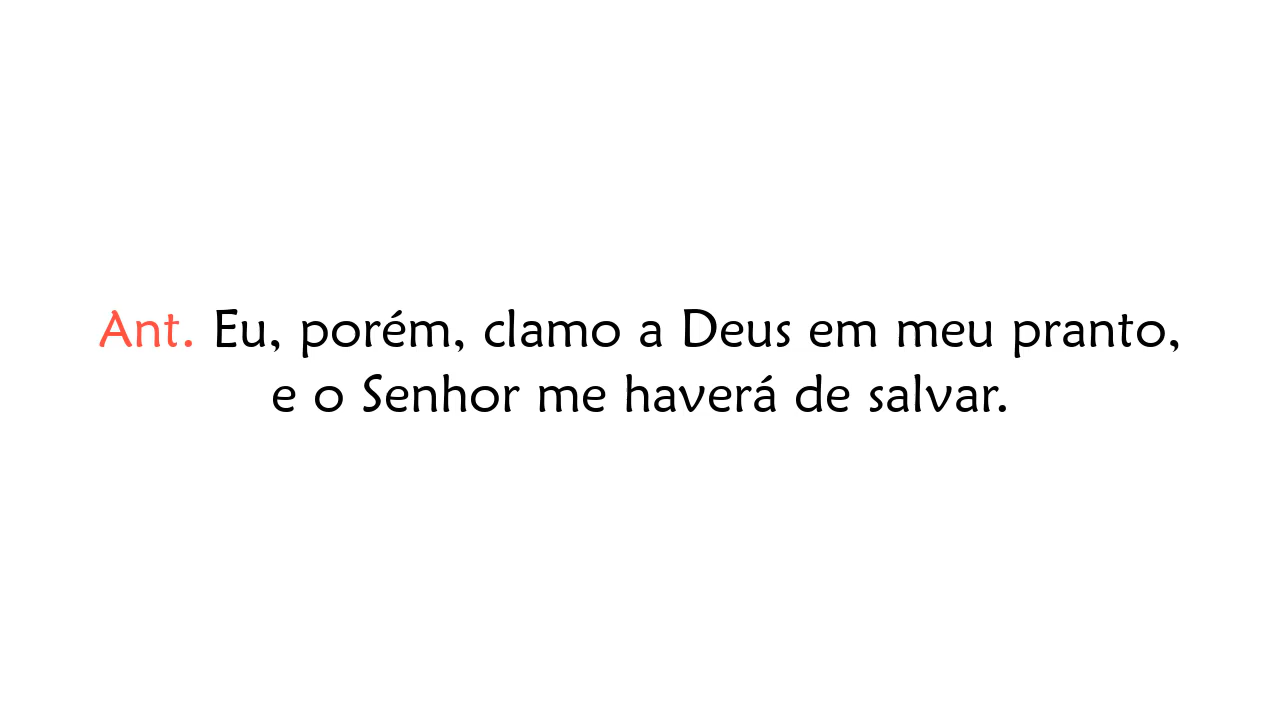 Ant. Eu, porém, clamo a Deus em meu pranto,
e o Senhor me haverá de salvar.